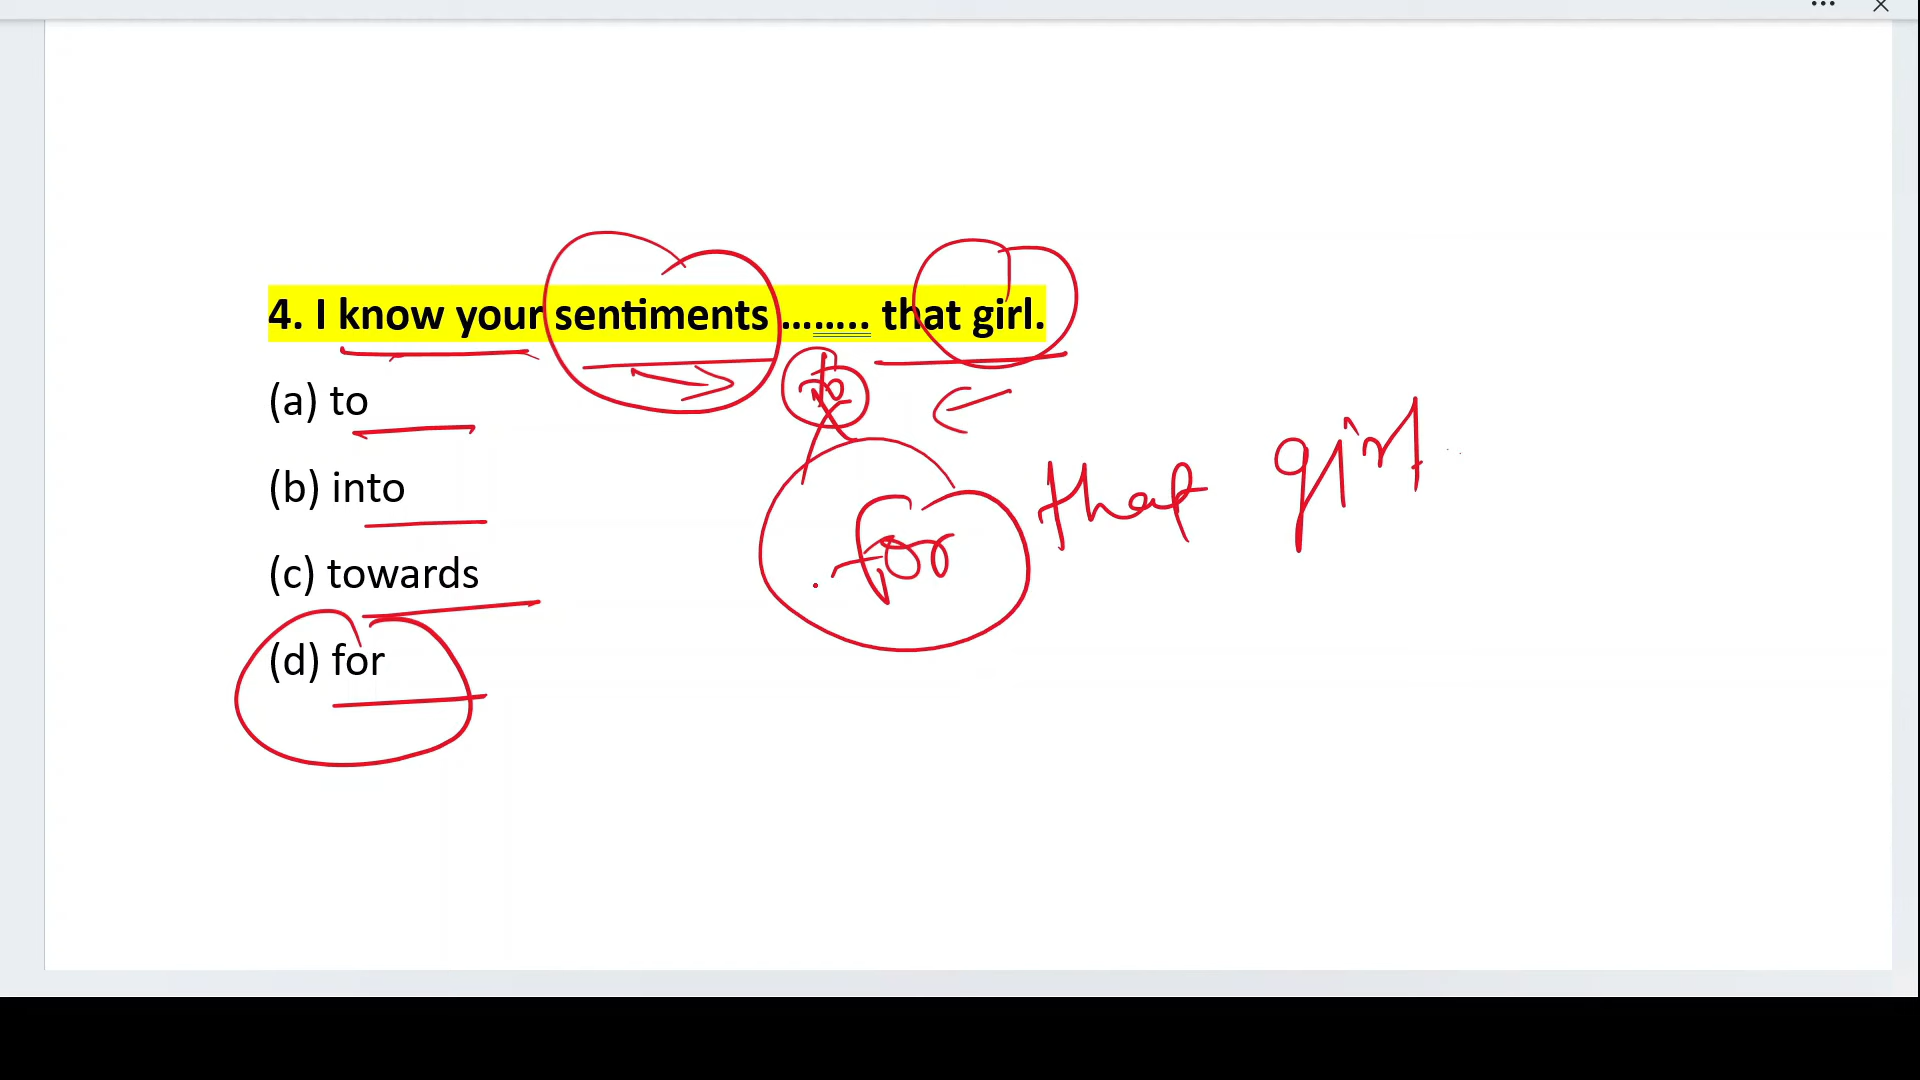 4. I know your sentiments ........ that girl.
(a) to
to
(b) into
that girl
for
(c) towards
(d) for